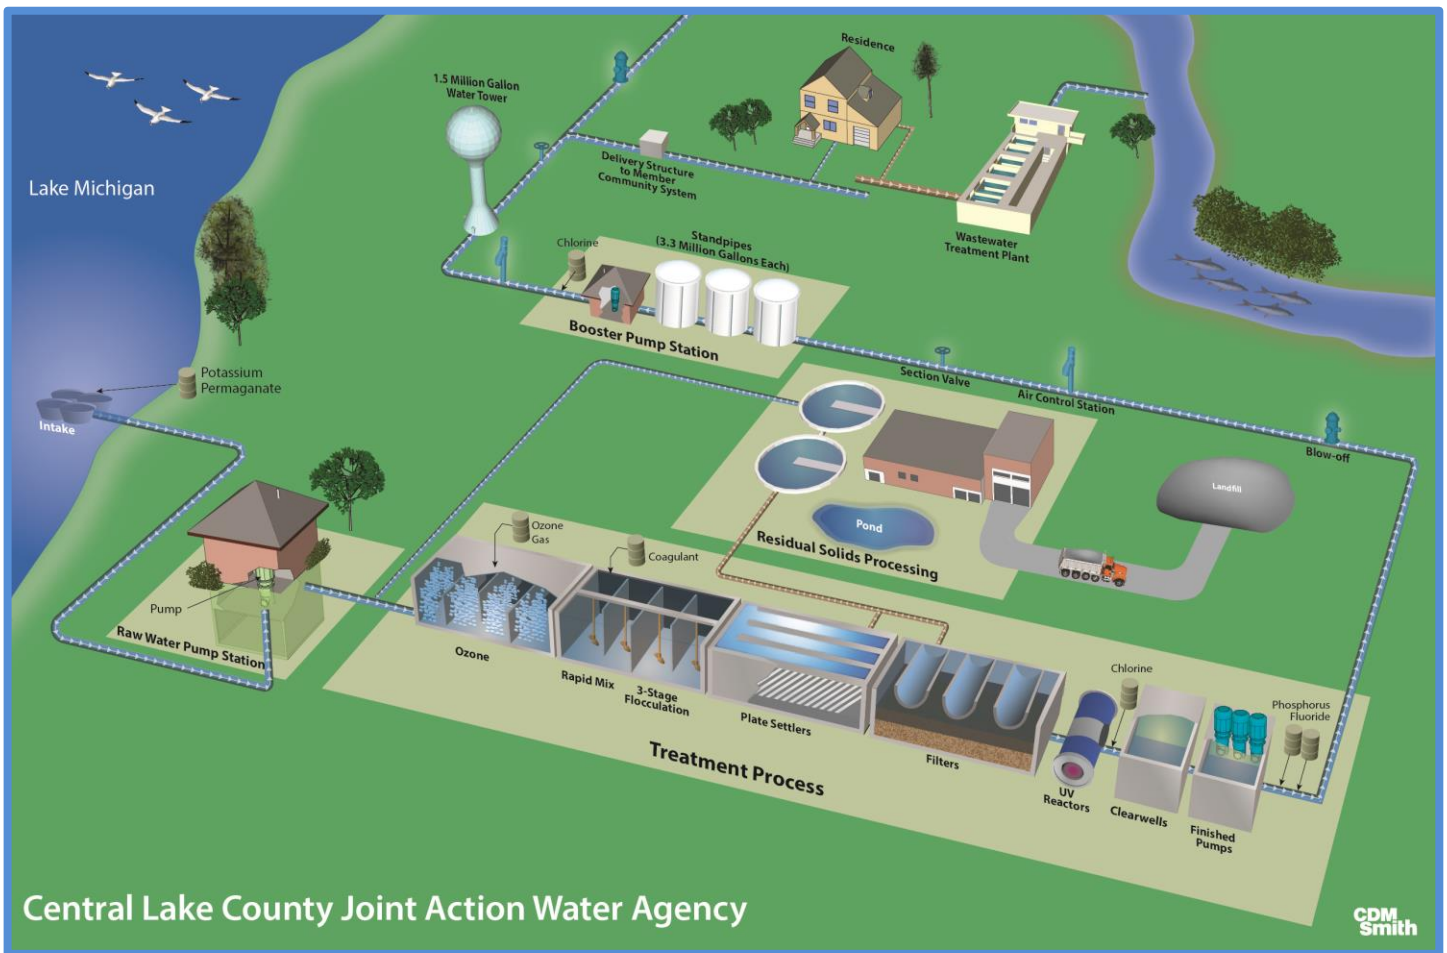 Residence
1.5 Million Gallon
Water Tower
Lake Michigan
Delivery Structure
to Member
Community System
Wastewater
Treatment Plant
Standpipes
(3.3 Million Gallons Each)
Chlorine
Booster Pump Station
Potassium
Permaganate
Intake
Section Valve
Air Control Station
Blow-off
Landfill
Pond
Residual Solids Processing
Ozone
Gas
Coagulant
Pump
Raw Water Pump Station
Ozone
Rapid Mix
3-Stage
Flocculation
Plate Settlers
Filters
Chlorine
Phosphorus
Fluoride
UV
Reactors
Clearwells
Finished
Pumps
Treatment Process
Central Lake County Joint Action Water Agency
CDM
Smith